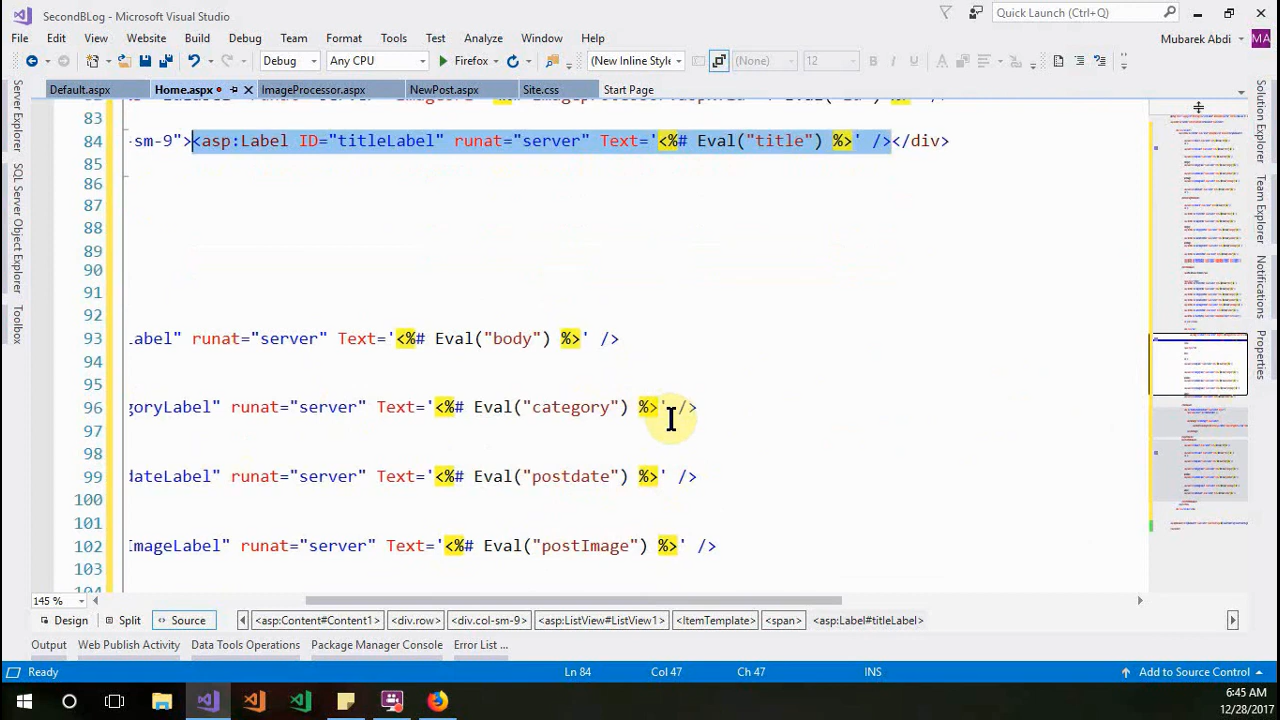 SecondBLog - Microsoft Visual Studio
Quick Launch (Ctrl+Q)
File Edit View Website Build Debug Team Format Tools Test Analyze Window Help Mubarek Abdi MA
Debug Any CPU Firefox (New Inline Style (None) 12 B
Default.aspx Home.aspx ImageProcessor.aspx NewPost.aspx Site.css Start Page
83
84 -sm-9"><asp:Label ID="titleLabel" runat="server" Text='<%# Eval("title") %>' /></div>
85
86
87
88
89
90
91
92
93 Label" runat="server" Text='<%# Eval("body") %>' />
94
95
96 goryLabel" runat="server" Text='<%# Eval("category") %>' />
97
98
99 dateLabel" runat="server" Text='<%# Eval("postdate") %>' />
100
101
102 ImageLabel" runat="server" Text='<%# Eval("postImage") %>' />
103
104
Server Explorer
SQL Server Object Explorer
Toolbox
Solution Explorer
Team Explorer
Notifications
Properties
145 %
Design Split Source <asp:Content#Content1> <div.row> <div.col-sm-9> <asp:ListView#ListView1> <ItemTemplate> <span> <asp:Label#titleLabel>
Output Web Publish Activity Data Tools Operations Package Manager Console Error List ...
Ready Ln 84 Col 47 Ch 47 INS Add to Source Control
6:45 AM
12/28/2017